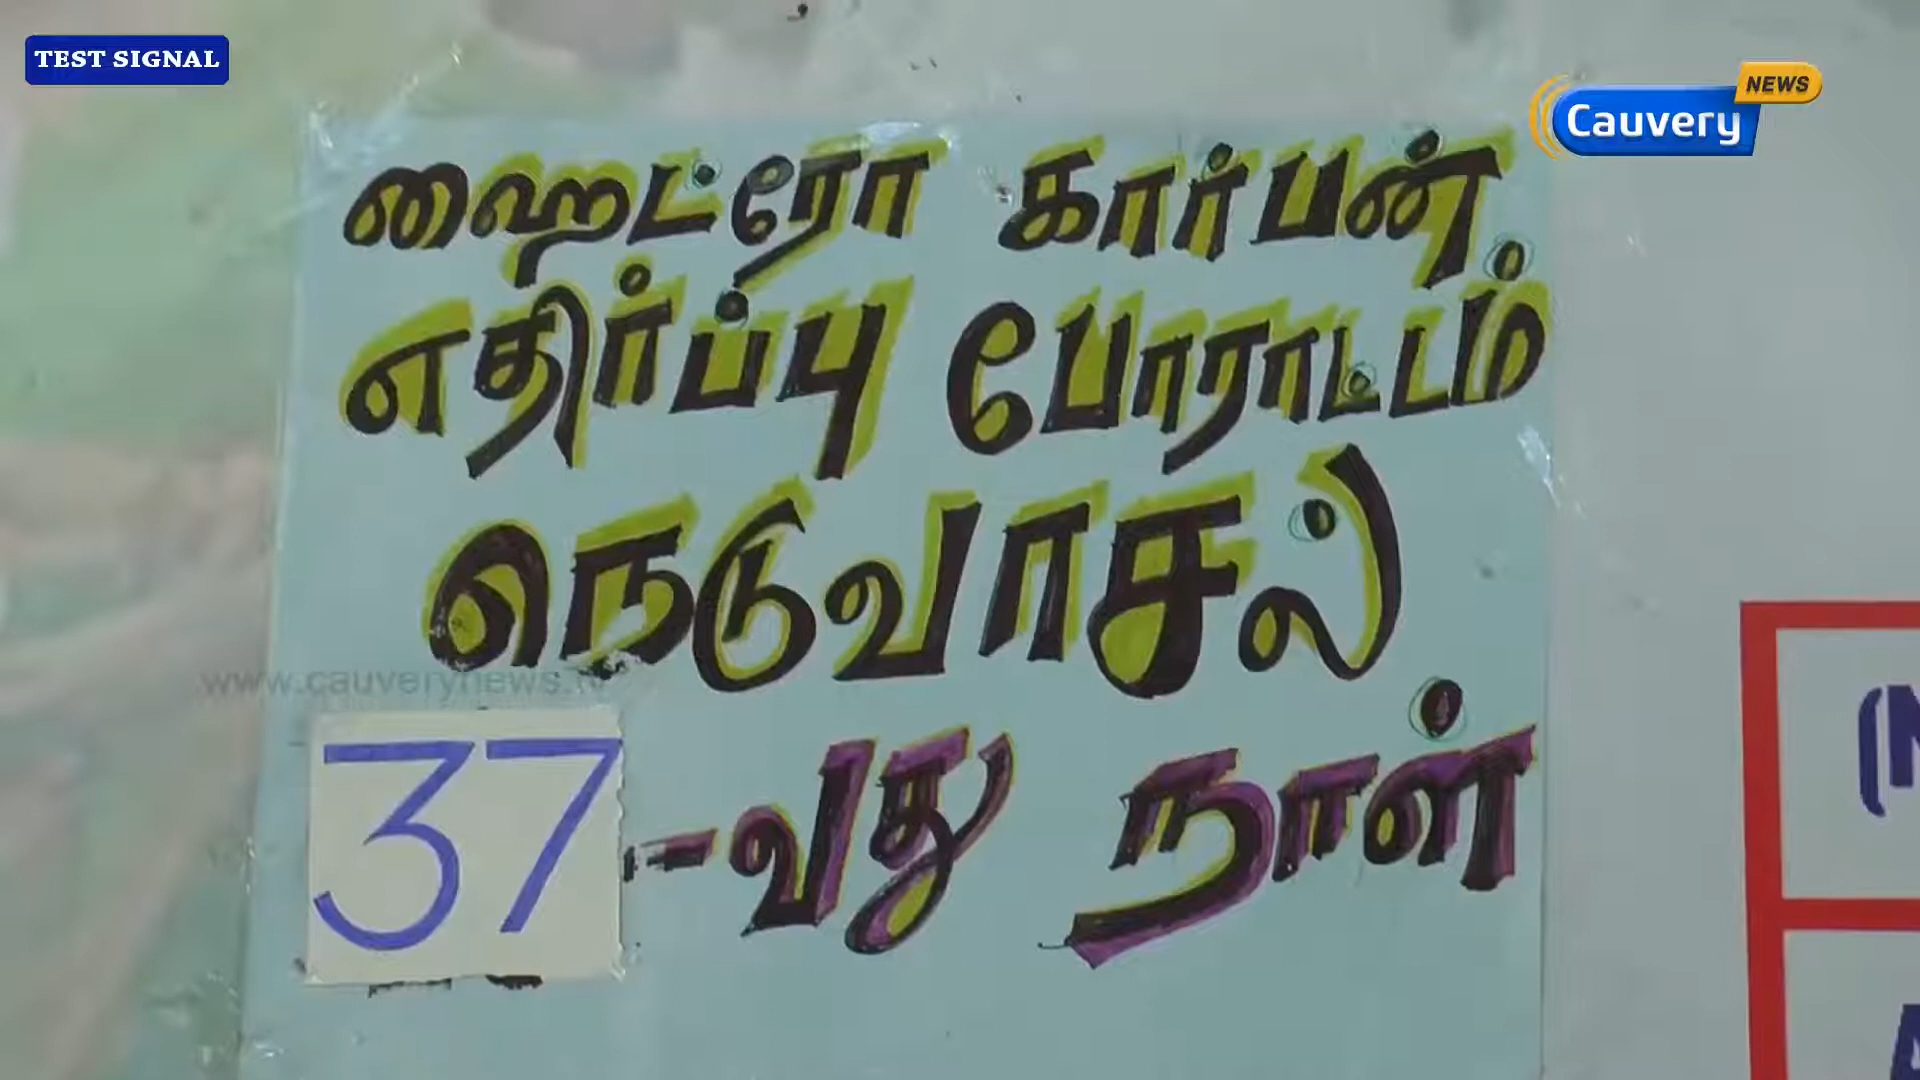 TEST SIGNAL
NEWS
Cauvery
ஹைட்ரோ கார்பன்
எதிர்ப்பு போராட்டம்
நெடுவாசல்
www.cauverynews.tv
37-வது நாள்